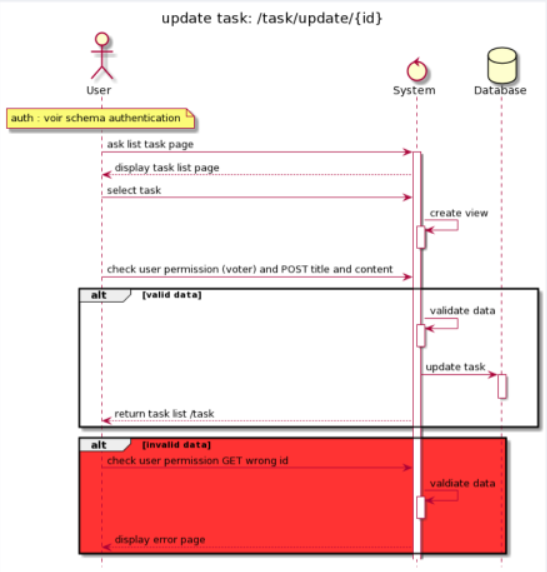 update task: /task/update/{id}
User
System
Database
auth : voir schema authentication
ask list task page
display task list page
select task
create view
check user permission (voter) and POST title and content
alt [valid data]
validate data
update task
return task list /task
alt [invalid data]
check user permission GET wrong id
valdiate data
display error page